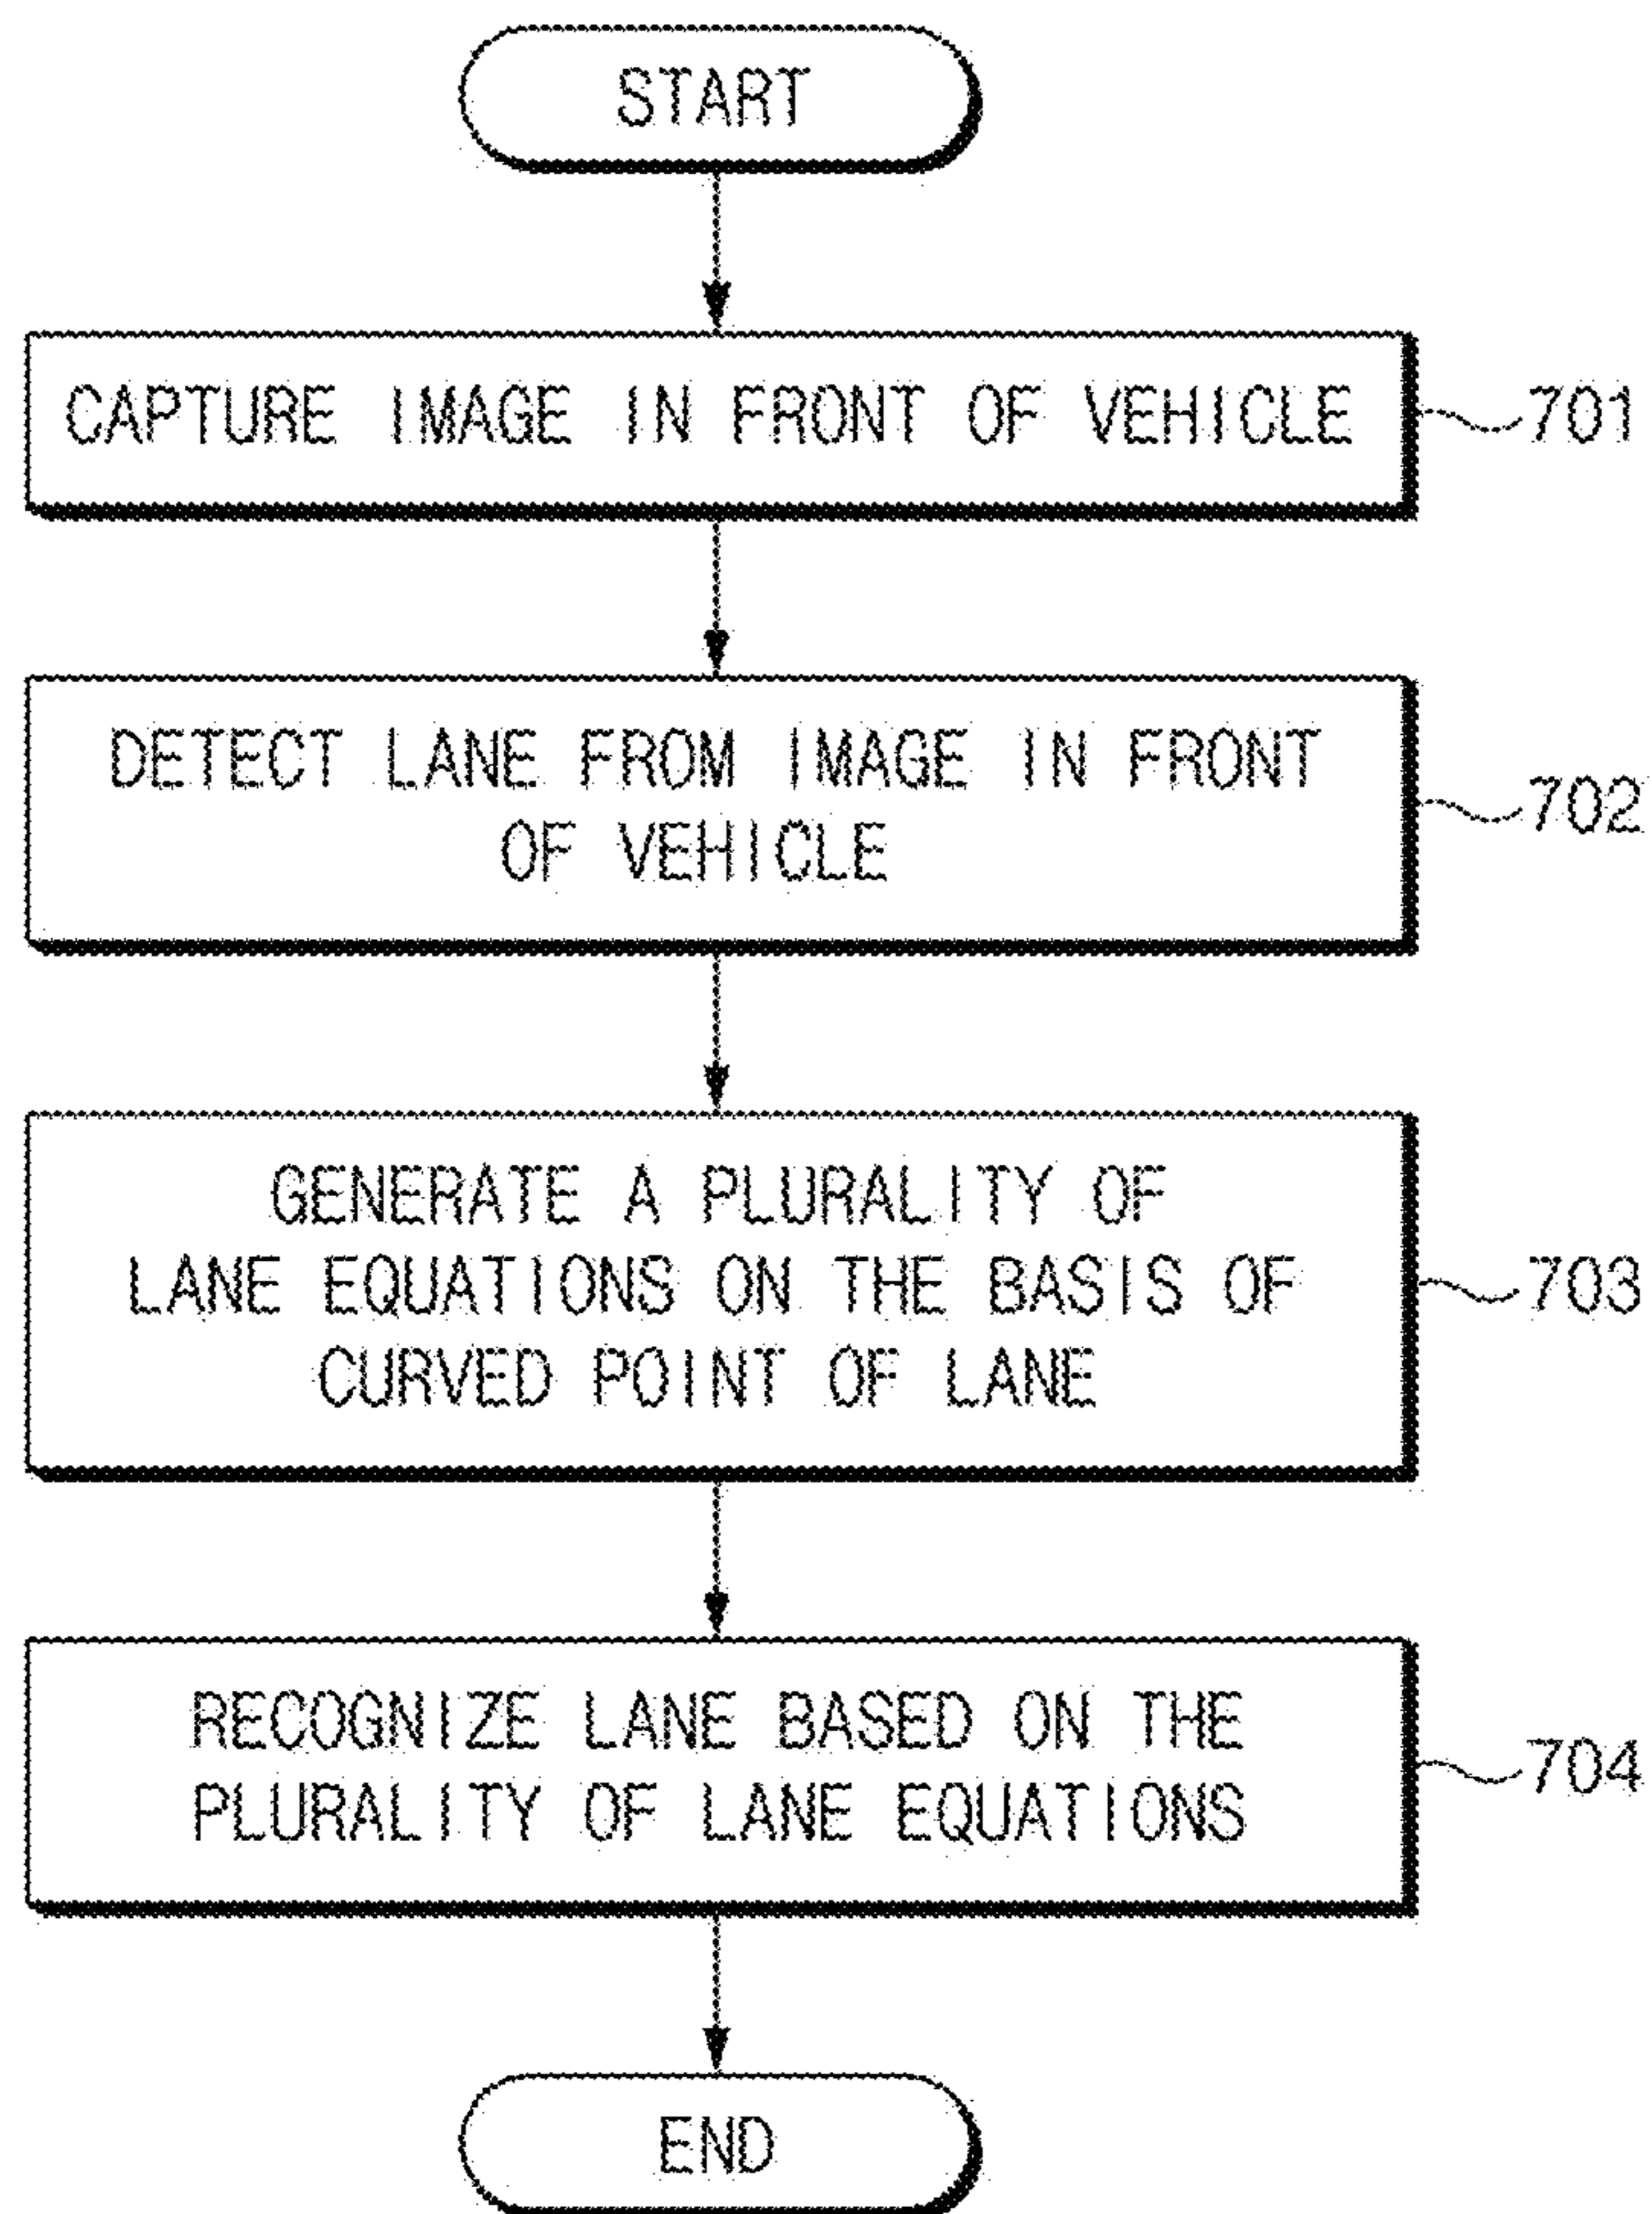 START
CAPTURE IMAGE IN FRONT OF VEHICLE
701
DETECT LANE FROM IMAGE IN FRONT
OF VEHICLE
702
GENERATE A PLURALITY OF
LANE EQUATIONS ON THE BASIS OF
CURVED POINT OF LANE
703
RECOGNIZE LANE BASED ON THE
PLURALITY OF LANE EQUATIONS
704
END